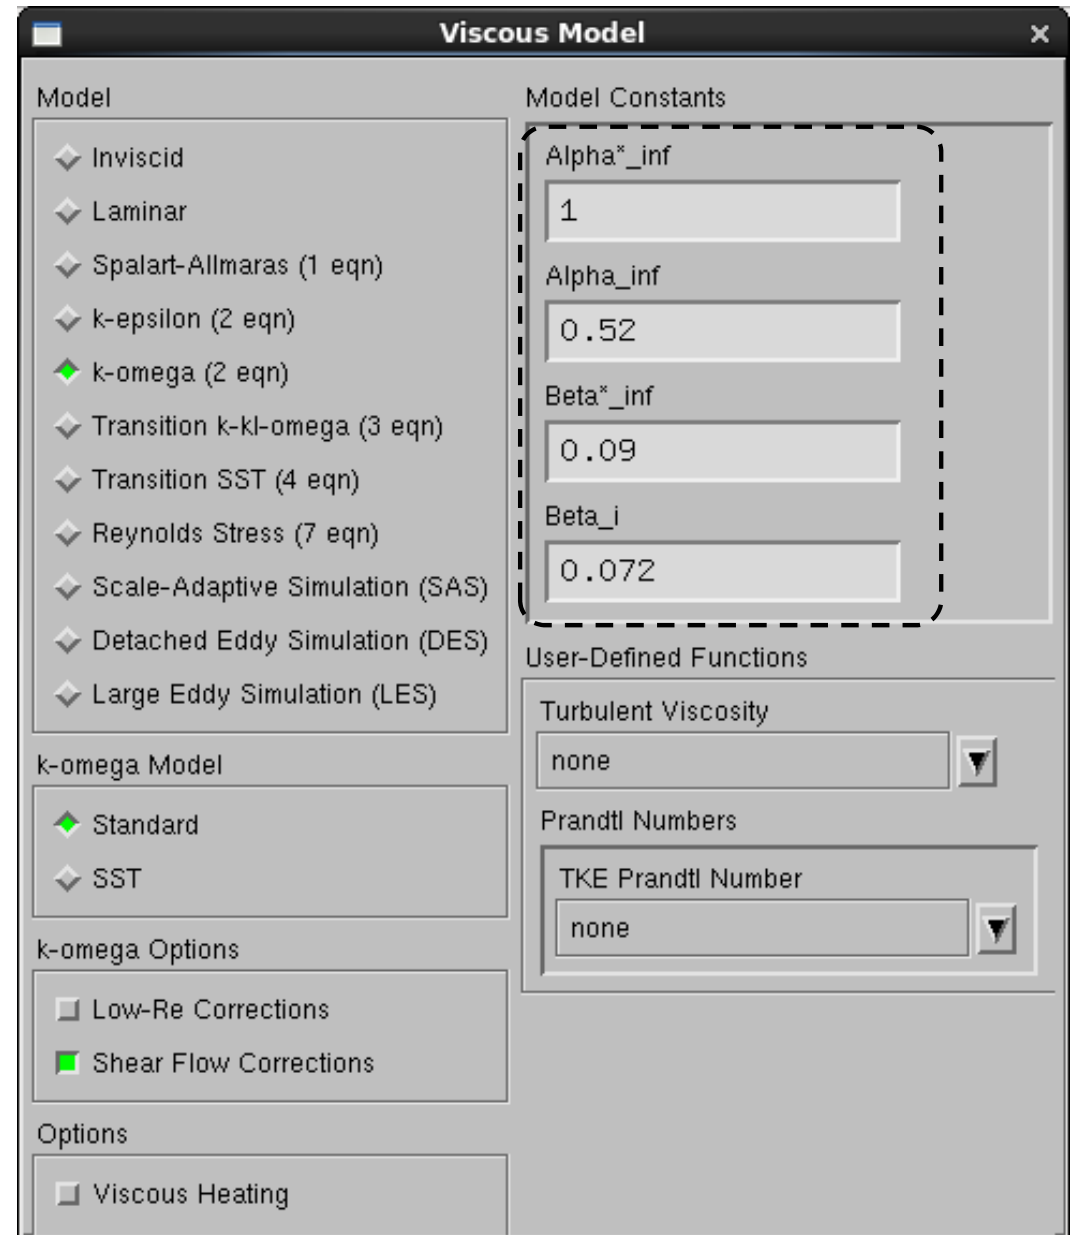 Viscous Model
Model
Inviscid
Laminar
Spalart-Allmaras (1 eqn)
k-epsilon (2 eqn)
k-omega (2 eqn)
Transition k-kl-omega (3 eqn)
Transition SST (4 eqn)
Reynolds Stress (7 eqn)
Scale-Adaptive Simulation (SAS)
Detached Eddy Simulation (DES)
Large Eddy Simulation (LES)
k-omega Model
Standard
SST
k-omega Options
Low-Re Corrections
Shear Flow Corrections
Options
Viscous Heating
Model Constants
Alpha*_inf
1
Alpha_inf
0.52
Beta*_inf
0.09
Beta_i
0.072
User-Defined Functions
Turbulent Viscosity
none
Prandtl Numbers
TKE Prandtl Number
none